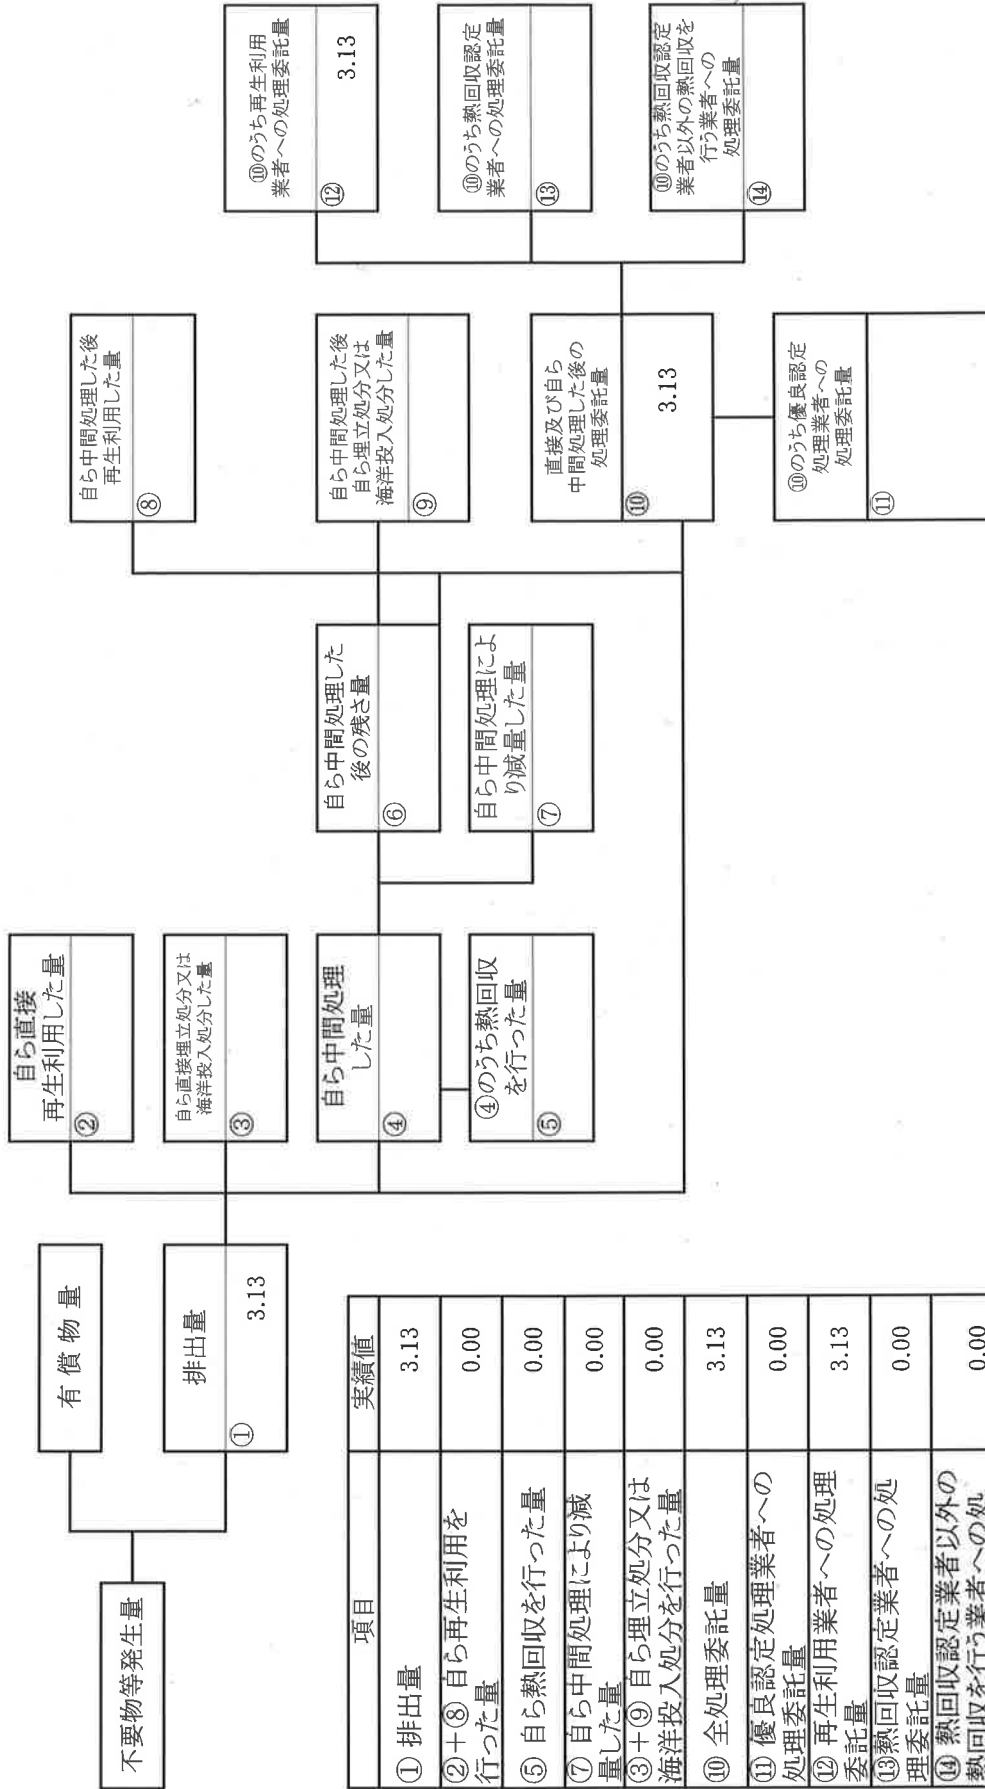 不要物等発生量
有償物量
排出量
①
3.13
自ら直接
再生利用した量
②
自ら直接埋立処分又は
海洋投入処分した量
③
自ら中間処理
した量
④
④のうち熱回収
を行った量
⑤
自ら中間処理した
後の残さ量
⑥
自ら中間処理によ
り減量した量
⑦
自ら中間処理した後
再生利用した量
⑧
自ら中間処理した後
自ら埋立処分又は
海洋投入処分した量
⑨
直接及び自ら
中間処理した後の
処理委託量
⑩
3.13
⑩のうち優良認定
処理業者への
処理委託量
⑪
⑩のうち再生利用
業者への処理委託量
⑫
3.13
⑩のうち熱回収認定
業者への処理委託量
⑬
⑩のうち熱回収認定
業者以外の熱回収を
行う業者への
処理委託量
⑭
項目 実績値
① 排出量 3.13
②+⑧ 自ら再生利用を
行った量 0.00
⑤ 自ら熱回収を行った量 0.00
⑦ 自ら中間処理により減
量した量 0.00
③+⑨ 自ら埋立処分又は
海洋投入処分を行った量 0.00
⑩ 全処理委託量 3.13
⑪ 優良認定処理業者への
処理委託量 0.00
⑫ 再生利用業者への処理
委託量 3.13
⑬熱回収認定業者への処
理委託量 0.00
⑭ 熱回収認定業者以外の
熱回収を行う業者への処 0.00